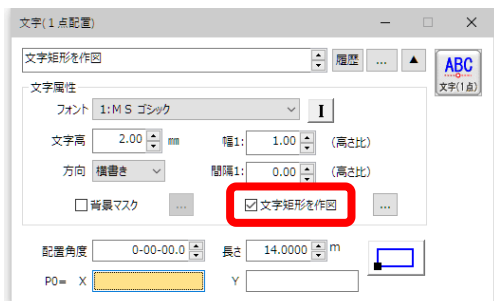 文字(1点配置)
文字矩形を作図 履歴 ... ▲ ABC
文字(1点)
文字属性
フォント 1:ＭＳ ゴシック I
文字高 2.00 mm 幅1: 1.00 (高さ比)
方向 横書き 間隔1: 0.00 (高さ比)
背景マスク ... 文字矩形を作図 ...
配置角度 0-00-00.0 長さ 14.0000 m
P0= X Y